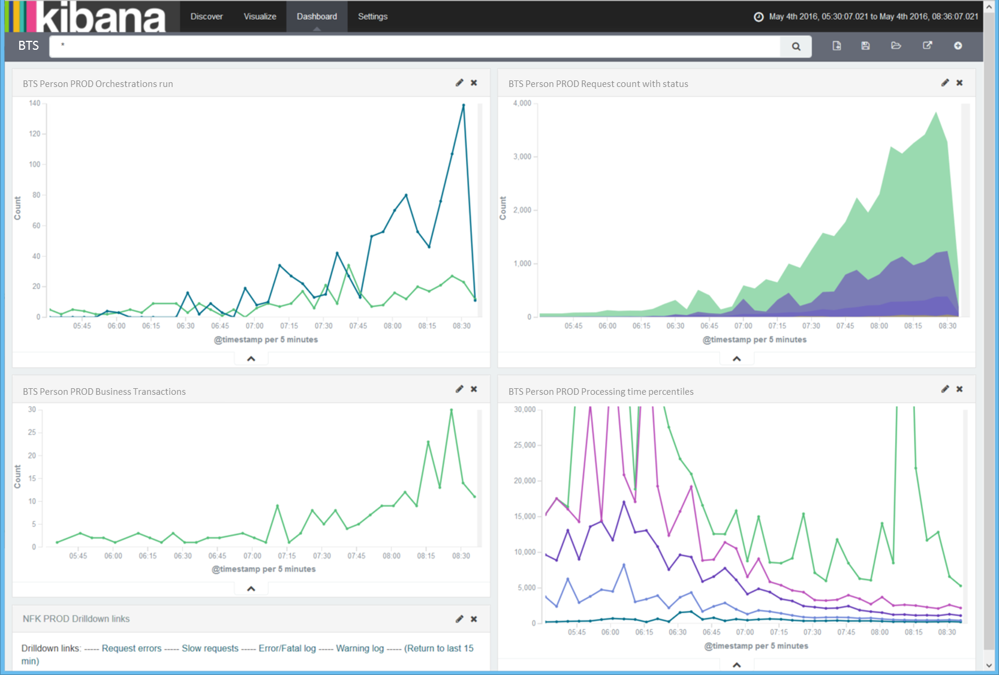 kibana
Discover Visualize Dashboard Settings
May 4th 2016, 05:30:07.021 to May 4th 2016, 08:36:07.021
BTS *
BTS Person PROD Orchestrations run
140
120
100
80
60
40
20
0
Count
05:45 06:00 06:15 06:30 06:45 07:00 07:15 07:30 07:45 08:00 08:15 08:30
@timestamp per 5 minutes
BTS Person PROD Request count with status
4,000
3,000
2,000
1,000
0
Count
05:45 06:00 06:15 06:30 06:45 07:00 07:15 07:30 07:45 08:00 08:15 08:30
@timestamp per 5 minutes
BTS Person PROD Business Transactions
30
25
20
15
10
5
0
Count
05:45 06:00 06:15 06:30 06:45 07:00 07:15 07:30 07:45 08:00 08:15 08:30
@timestamp per 5 minutes
BTS Person PROD Processing time percentiles
30,000
25,000
20,000
15,000
10,000
5,000
0
05:45 06:00 06:15 06:30 06:45 07:00 07:15 07:30 07:45 08:00 08:15 08:30
@timestamp per 5 minutes
NFK PROD Drilldown links
Drilldown links: ----- Request errors ----- Slow requests ----- Error/Fatal log ----- Warning log ----- (Return to last 15
min)